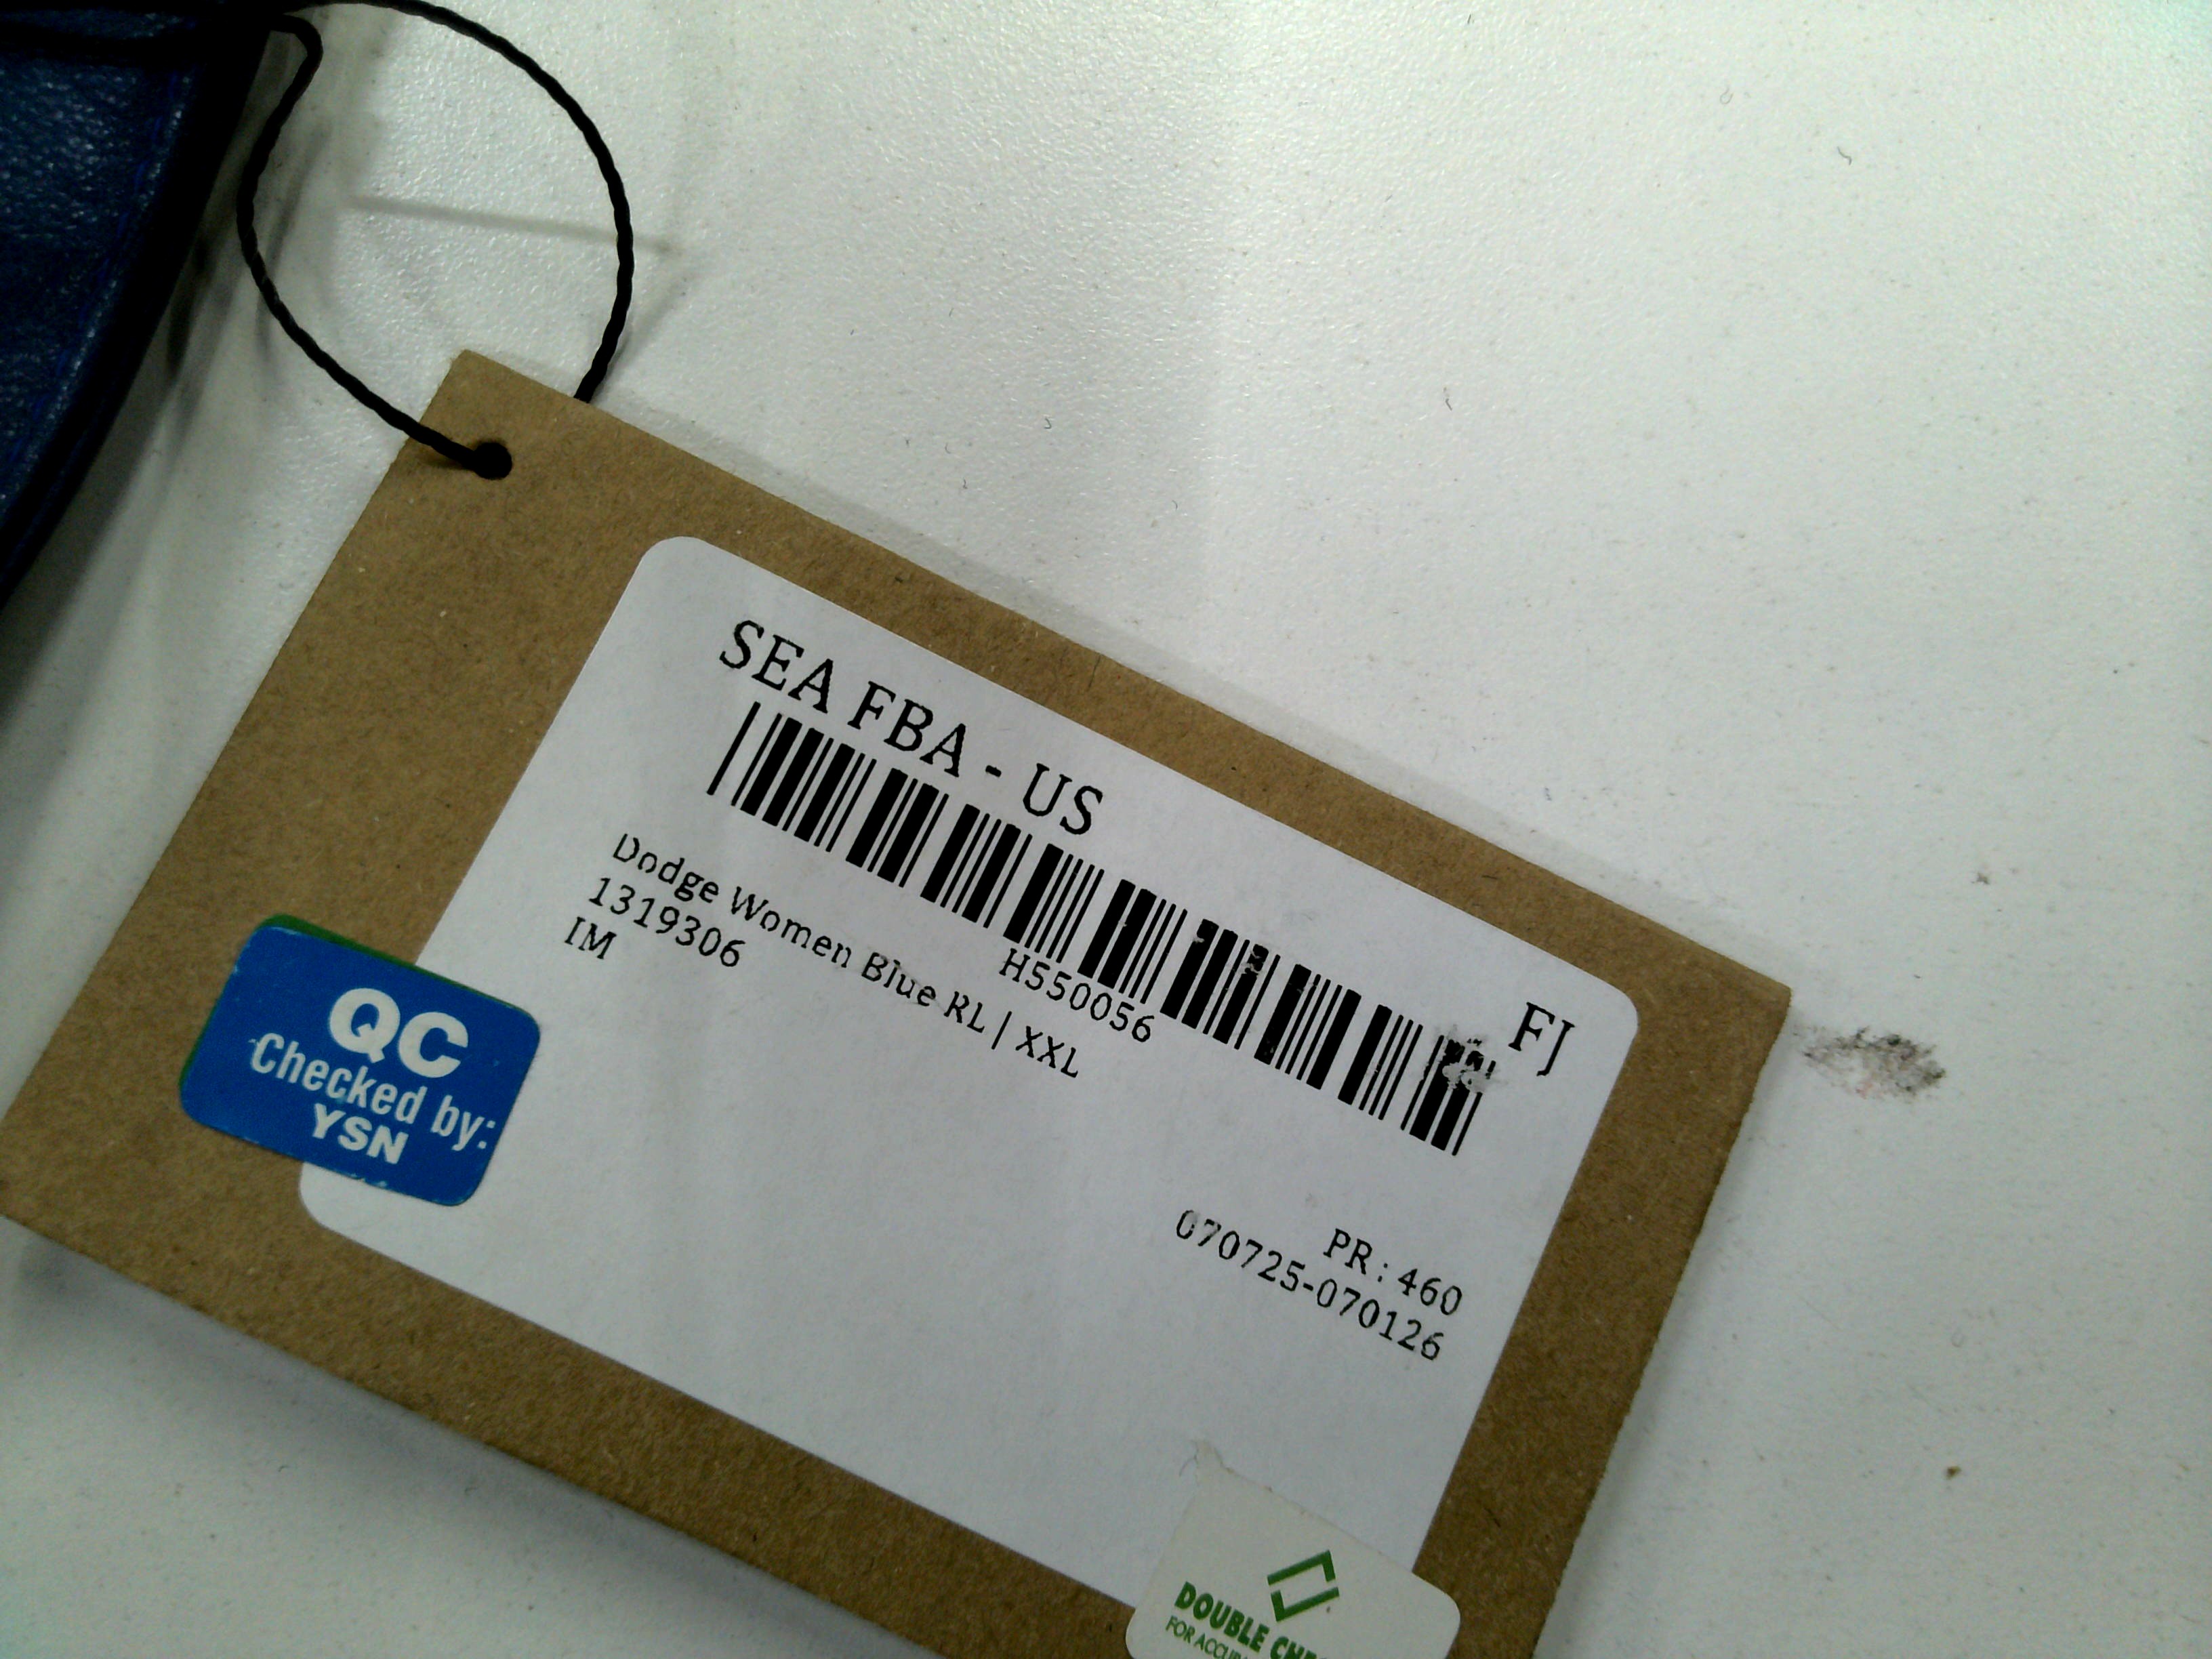 SEA FBA - US
FJ
H550056
Dodge Women Blue RL | XXL
1319306
IM
QC
Checked by:
YSN
PR : 460
070725-070126
DOUBLE
FOR